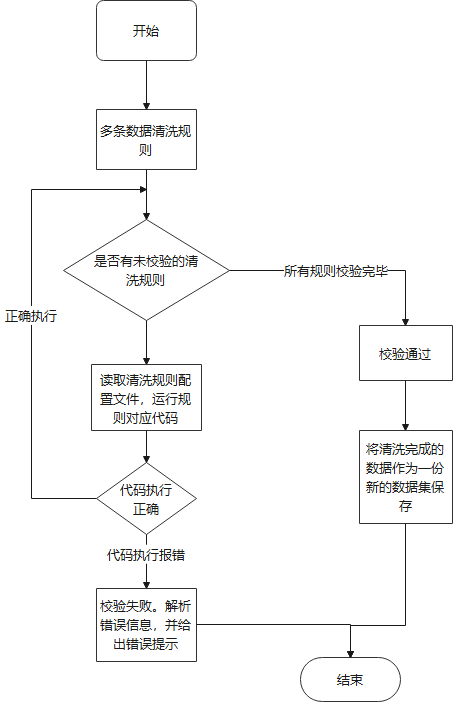 开始
多条数据清洗规
则
是否有未校验的清
洗规则
所有规则校验完毕
正确执行
校验通过
读取清洗规则配
置文件，运行规
则对应代码
将清洗完成的
数据作为一份
新的数据集保
存
代码执行
正确
代码执行报错
校验失败。解析
错误信息，并给
出错误提示
结束